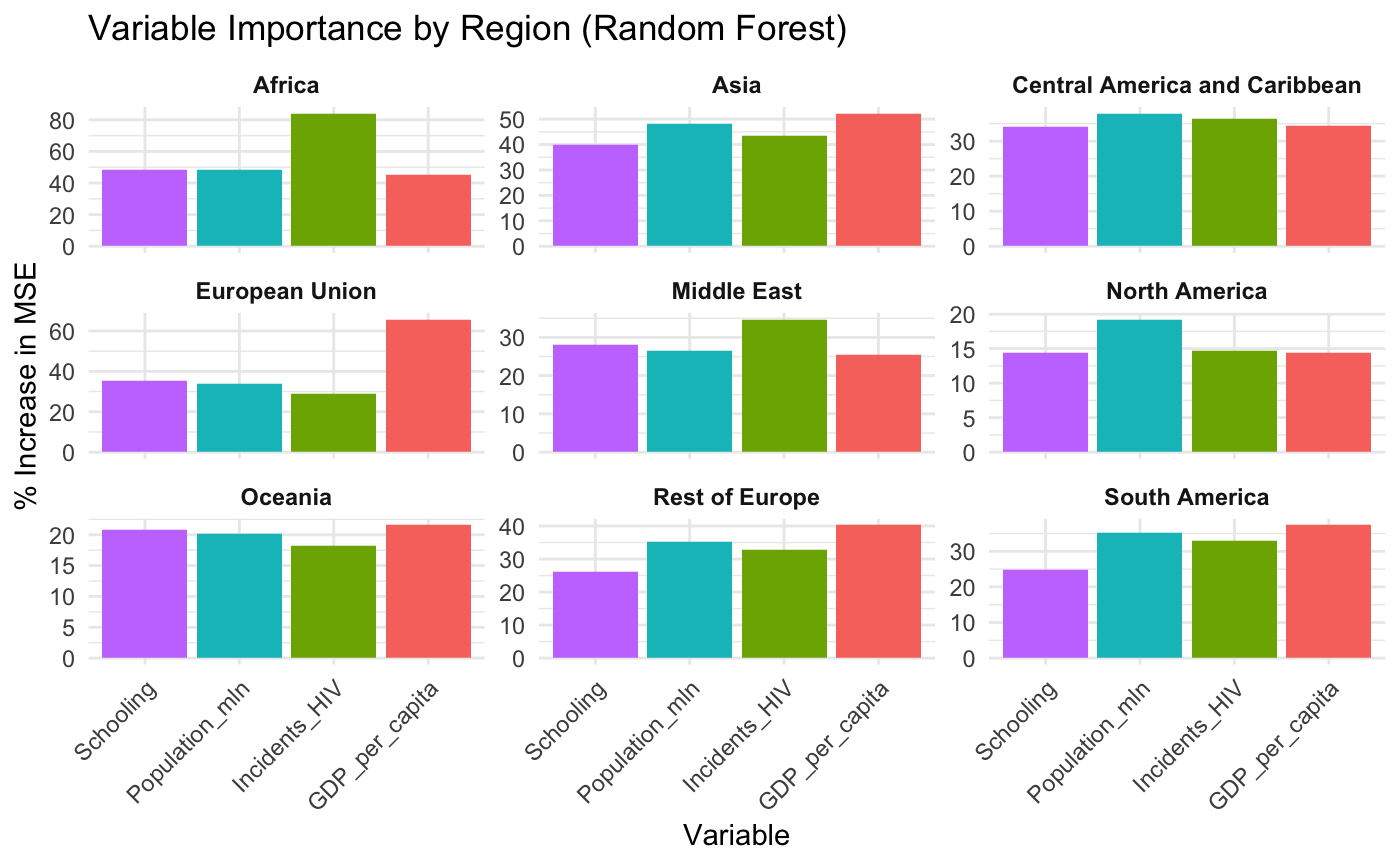 Variable Importance by Region (Random Forest)
Africa
Asia
Central America and Caribbean
80
60
40
20
0
50
40
30
20
10
0
30
20
10
0
% Increase in MSE
European Union
Middle East
North America
60
40
20
0
30
20
10
0
20
15
10
5
0
Oceania
Rest of Europe
South America
20
15
10
5
0
40
30
20
10
0
30
20
10
0
Schooling
Population_mln
Incidents_HIV
GDP_per_capita
Schooling
Population_mln
Incidents_HIV
GDP_per_capita
Schooling
Population_mln
Incidents_HIV
GDP_per_capita
Variable